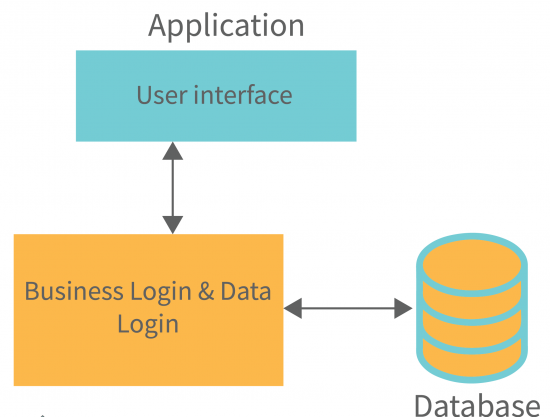 Application
User interface
Business Login & Data
Login
Database